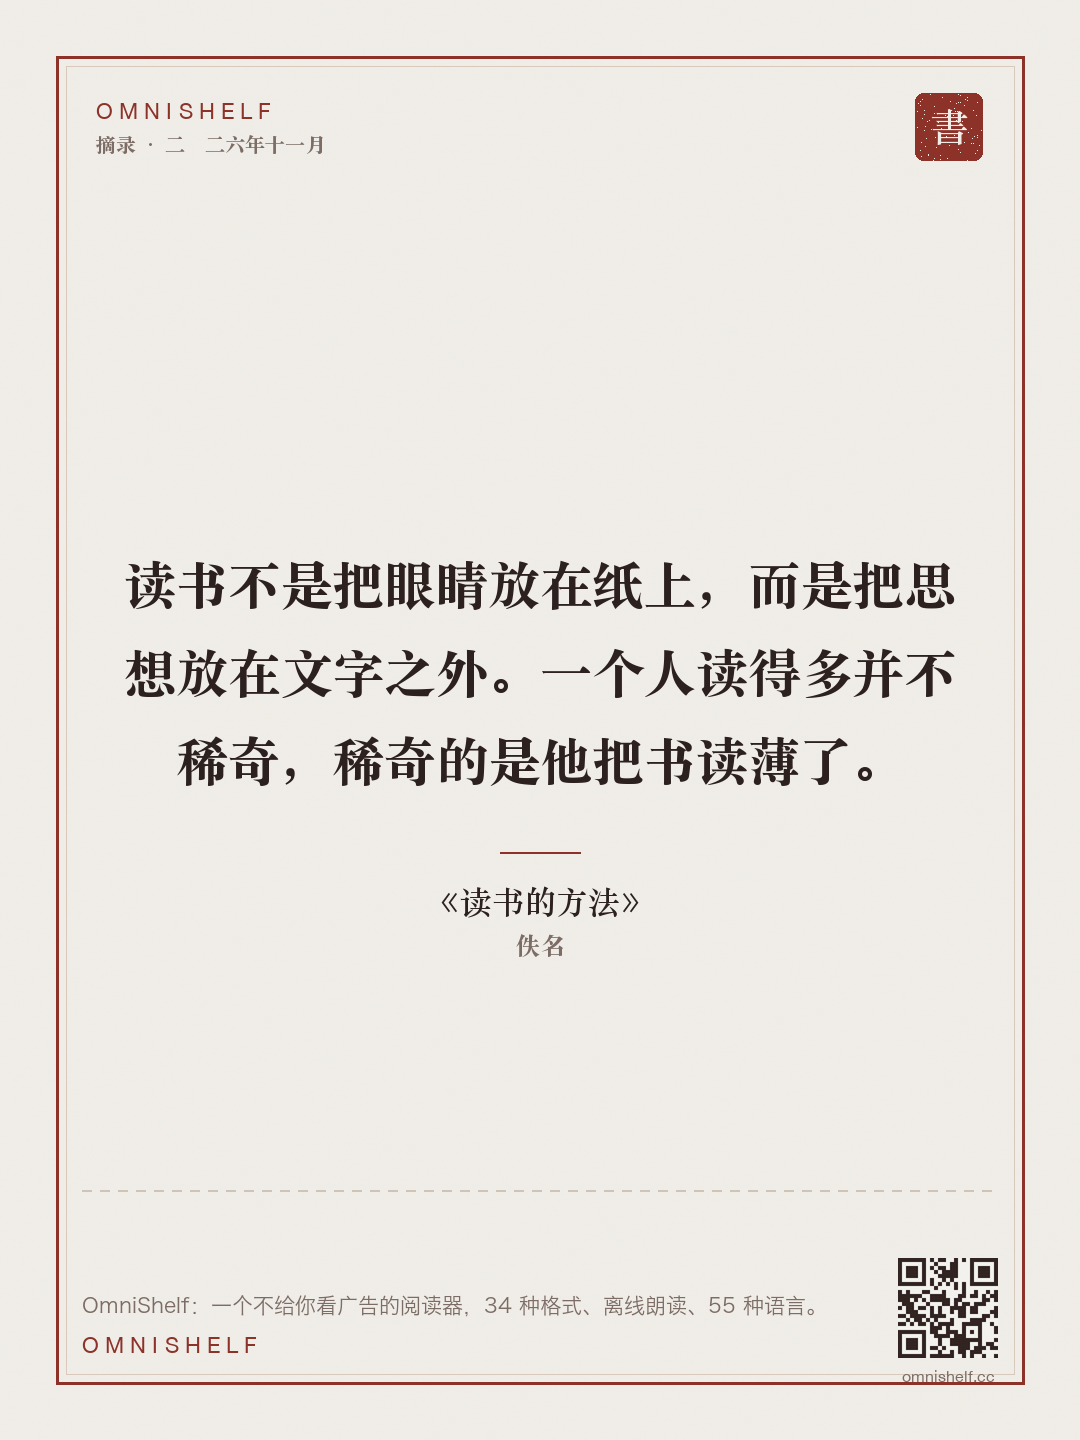 OMNISHELF
摘录 · 二 二六年十一月
書
读书不是把眼睛放在纸上，而是把思
想放在文字之外。一个人读得多并不
稀奇，稀奇的是他把书读薄了。
《读书的方法》
佚名
OmniShelf：一个不给你看广告的阅读器，34 种格式、离线朗读、55 种语言。
OMNISHELF
omnishelf.cc